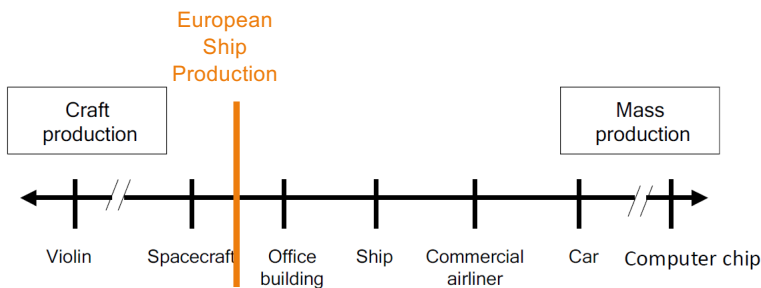 European
Ship
Production
Craft
production
Mass
production
Violin
Spacecraft
Office
building
Ship
Commercial
airliner
Car
Computer chip